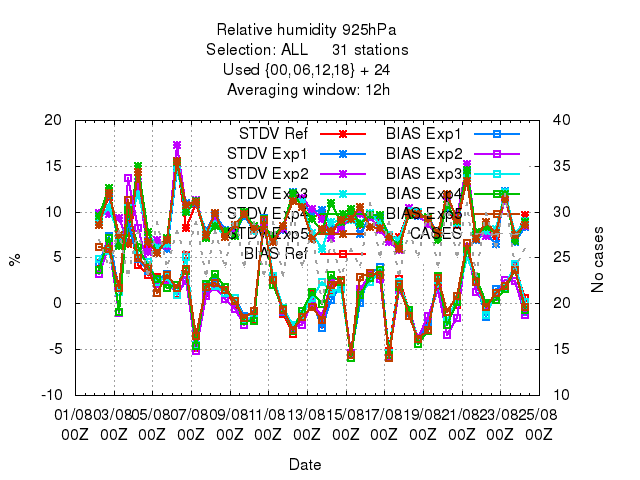 Relative humidity 925hPa
Selection: ALL 31 stations
Used {00,06,12,18} + 24
Averaging window: 12h
20 40
STDV Ref BIAS Exp1
STDV Exp1 BIAS Exp2
15 35
STDV Exp2 BIAS Exp3
STDV Exp3 BIAS Exp4
10 30
STDV Exp4 BIAS Exp5
STDV Exp5 CASES
BIAS Ref
5 25
% No cases
0 20
-5 15
-10 10
01/08 03/08 05/08 07/08 09/08 11/08 13/08 15/08 17/08 19/08 21/08 23/08 25/08
00Z 00Z 00Z 00Z 00Z 00Z 00Z 00Z 00Z 00Z 00Z 00Z 00Z
Date